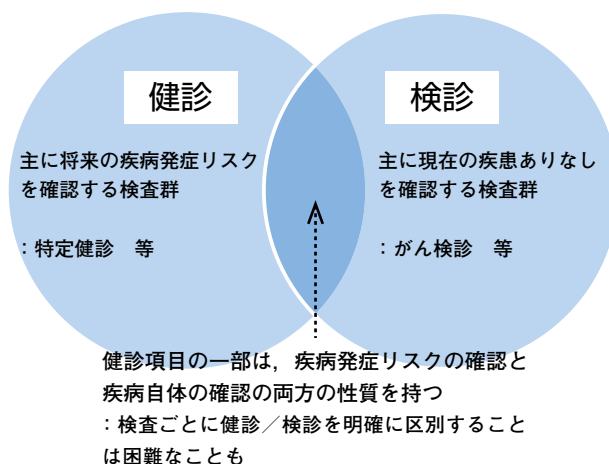 健診
主に将来の疾病発症リスク
を確認する検査群
：特定健診　等
検診
主に現在の疾患ありなし
を確認する検査群
：がん検診　等
健診項目の一部は，疾病発症リスクの確認と
疾病自体の確認の両方の性質を持つ
：検査ごとに健診／検診を明確に区別すること
は困難なことも